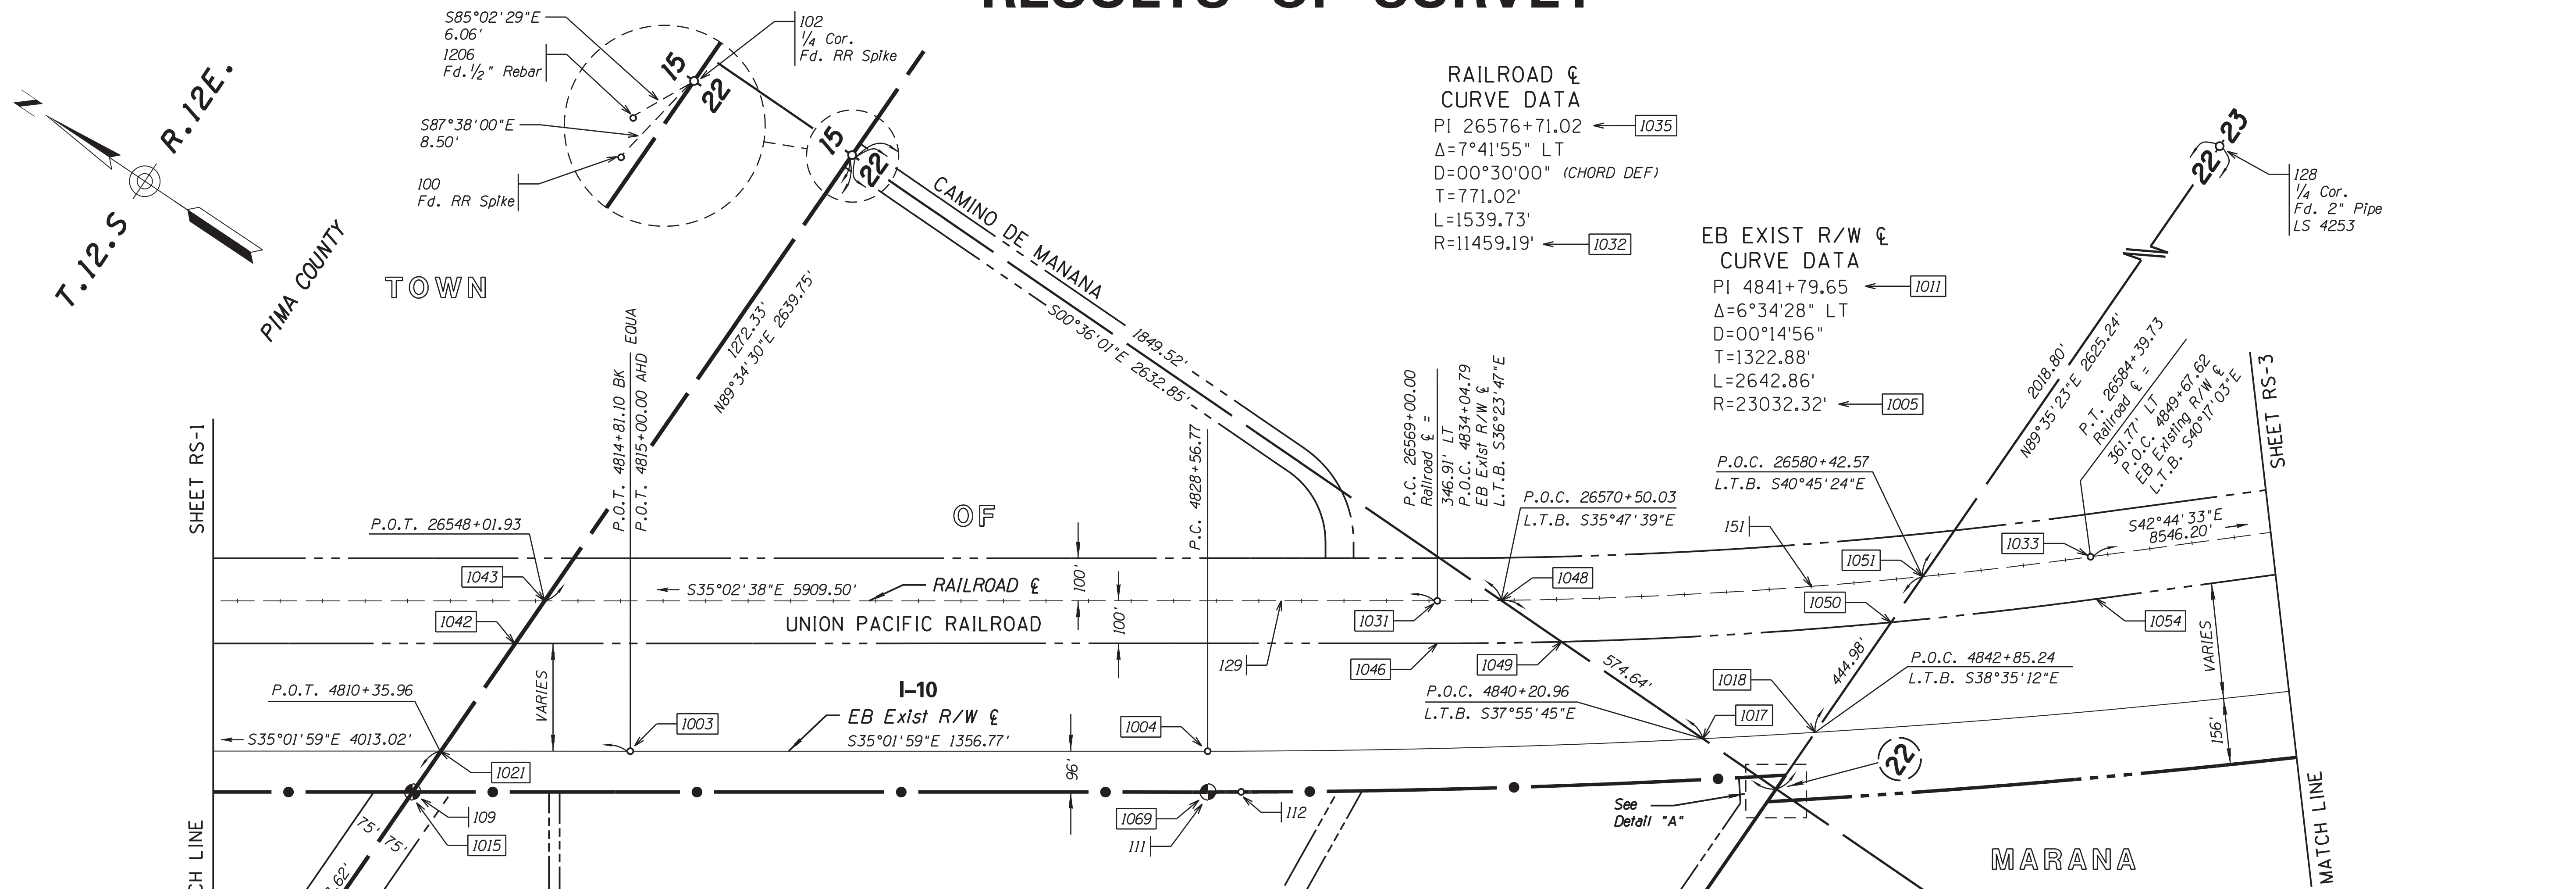 RESULTS OF SURVEY
S85°02'29"E
6.06'
1206
Fd.½" Rebar
S87°38'00"E
8.50'
100
Fd. RR Spike
15
22
102
¼ Cor.
Fd. RR Spike
15
22
N
R.12E.
T.12.S
PIMA COUNTY
TOWN
OF
MARANA
CAMINO DE MANANA
S00°36'01"E 2632.85'
1849.52'
1272.33'
N89°34'30"E 2639.75'
RAILROAD ℄
CURVE DATA
PI 26576+71.02
1035
Δ=7°41'55" LT
D=00°30'00" (CHORD DEF)
T=771.02'
L=1539.73'
R=11459.19'
1032
EB EXIST R/W ℄
CURVE DATA
PI 4841+79.65
1011
Δ=6°34'28" LT
D=00°14'56"
T=1322.88'
L=2642.86'
R=23032.32'
1005
22
23
128
¼ Cor.
Fd. 2" Pipe
LS 4253
2018.80'
N89°35'23"E 2625.24'
P.T. 26584+39.73
Railroad ℄ =
361.77' LT
P.O.C. 4849+67.62
EB Existing R/W ℄
L.T.B. S40°17'03"E
SHEET RS-3
MATCH LINE
SHEET RS-1
CH LINE
P.O.T. 4814+81.10 BK
P.O.T. 4815+00.00 AHD
EQUA
P.C. 4828+56.77
P.C. 26569+00.00
Railroad ℄ =
346.91' LT
P.O.C. 4834+04.79
EB Exist R/W ℄
L.T.B. S36°23'47"E
P.O.C. 26570+50.03
L.T.B. S35°47'39"E
P.O.C. 26580+42.57
L.T.B. S40°45'24"E
151
P.O.T. 26548+01.93
1043
1042
S35°02'38"E 5909.50'
RAILROAD ℄
UNION PACIFIC RAILROAD
100'
100'
129
1031
1046
1048
1049
1050
1051
1033
1054
S42°44'33"E
8546.20'
VARIES
VARIES
156'
P.O.T. 4810+35.96
S35°01'59"E 4013.02'
1021
1003
I-10
EB Exist R/W ℄
S35°01'59"E 1356.77'
96'
1004
574.64'
444.98'
P.O.C. 4840+20.96
L.T.B. S37°55'45"E
1017
1018
P.O.C. 4842+85.24
L.T.B. S38°35'12"E
22
See
Detail "A"
109
1015
75'
75'
.62'
1069
111
112